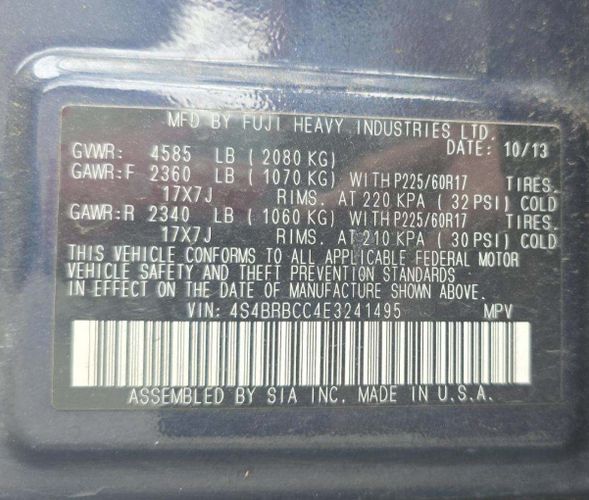 MFD BY FUJI HEAVY INDUSTRIES LTD.
DATE: 10/13
GVWR: 4585 LB (2080 KG)
GAWR:F 2360 LB (1070 KG) WITH P225/60R17 TIRES.
17X7J RIMS. AT 220 KPA (32 PSI) COLD
GAWR:R 2340 LB (1060 KG) WITH P225/60R17 TIRES.
17X7J RIMS. AT 210 KPA (30 PSI) COLD
THIS VEHICLE CONFORMS TO ALL APPLICABLE FEDERAL MOTOR
VEHICLE SAFETY AND THEFT PREVENTION STANDARDS
IN EFFECT ON THE DATE OF MANUFACTURE SHOWN ABOVE.
VIN: 4S4BRBCC4E3241495 MPV
ASSEMBLED BY SIA INC. MADE IN U.S.A.